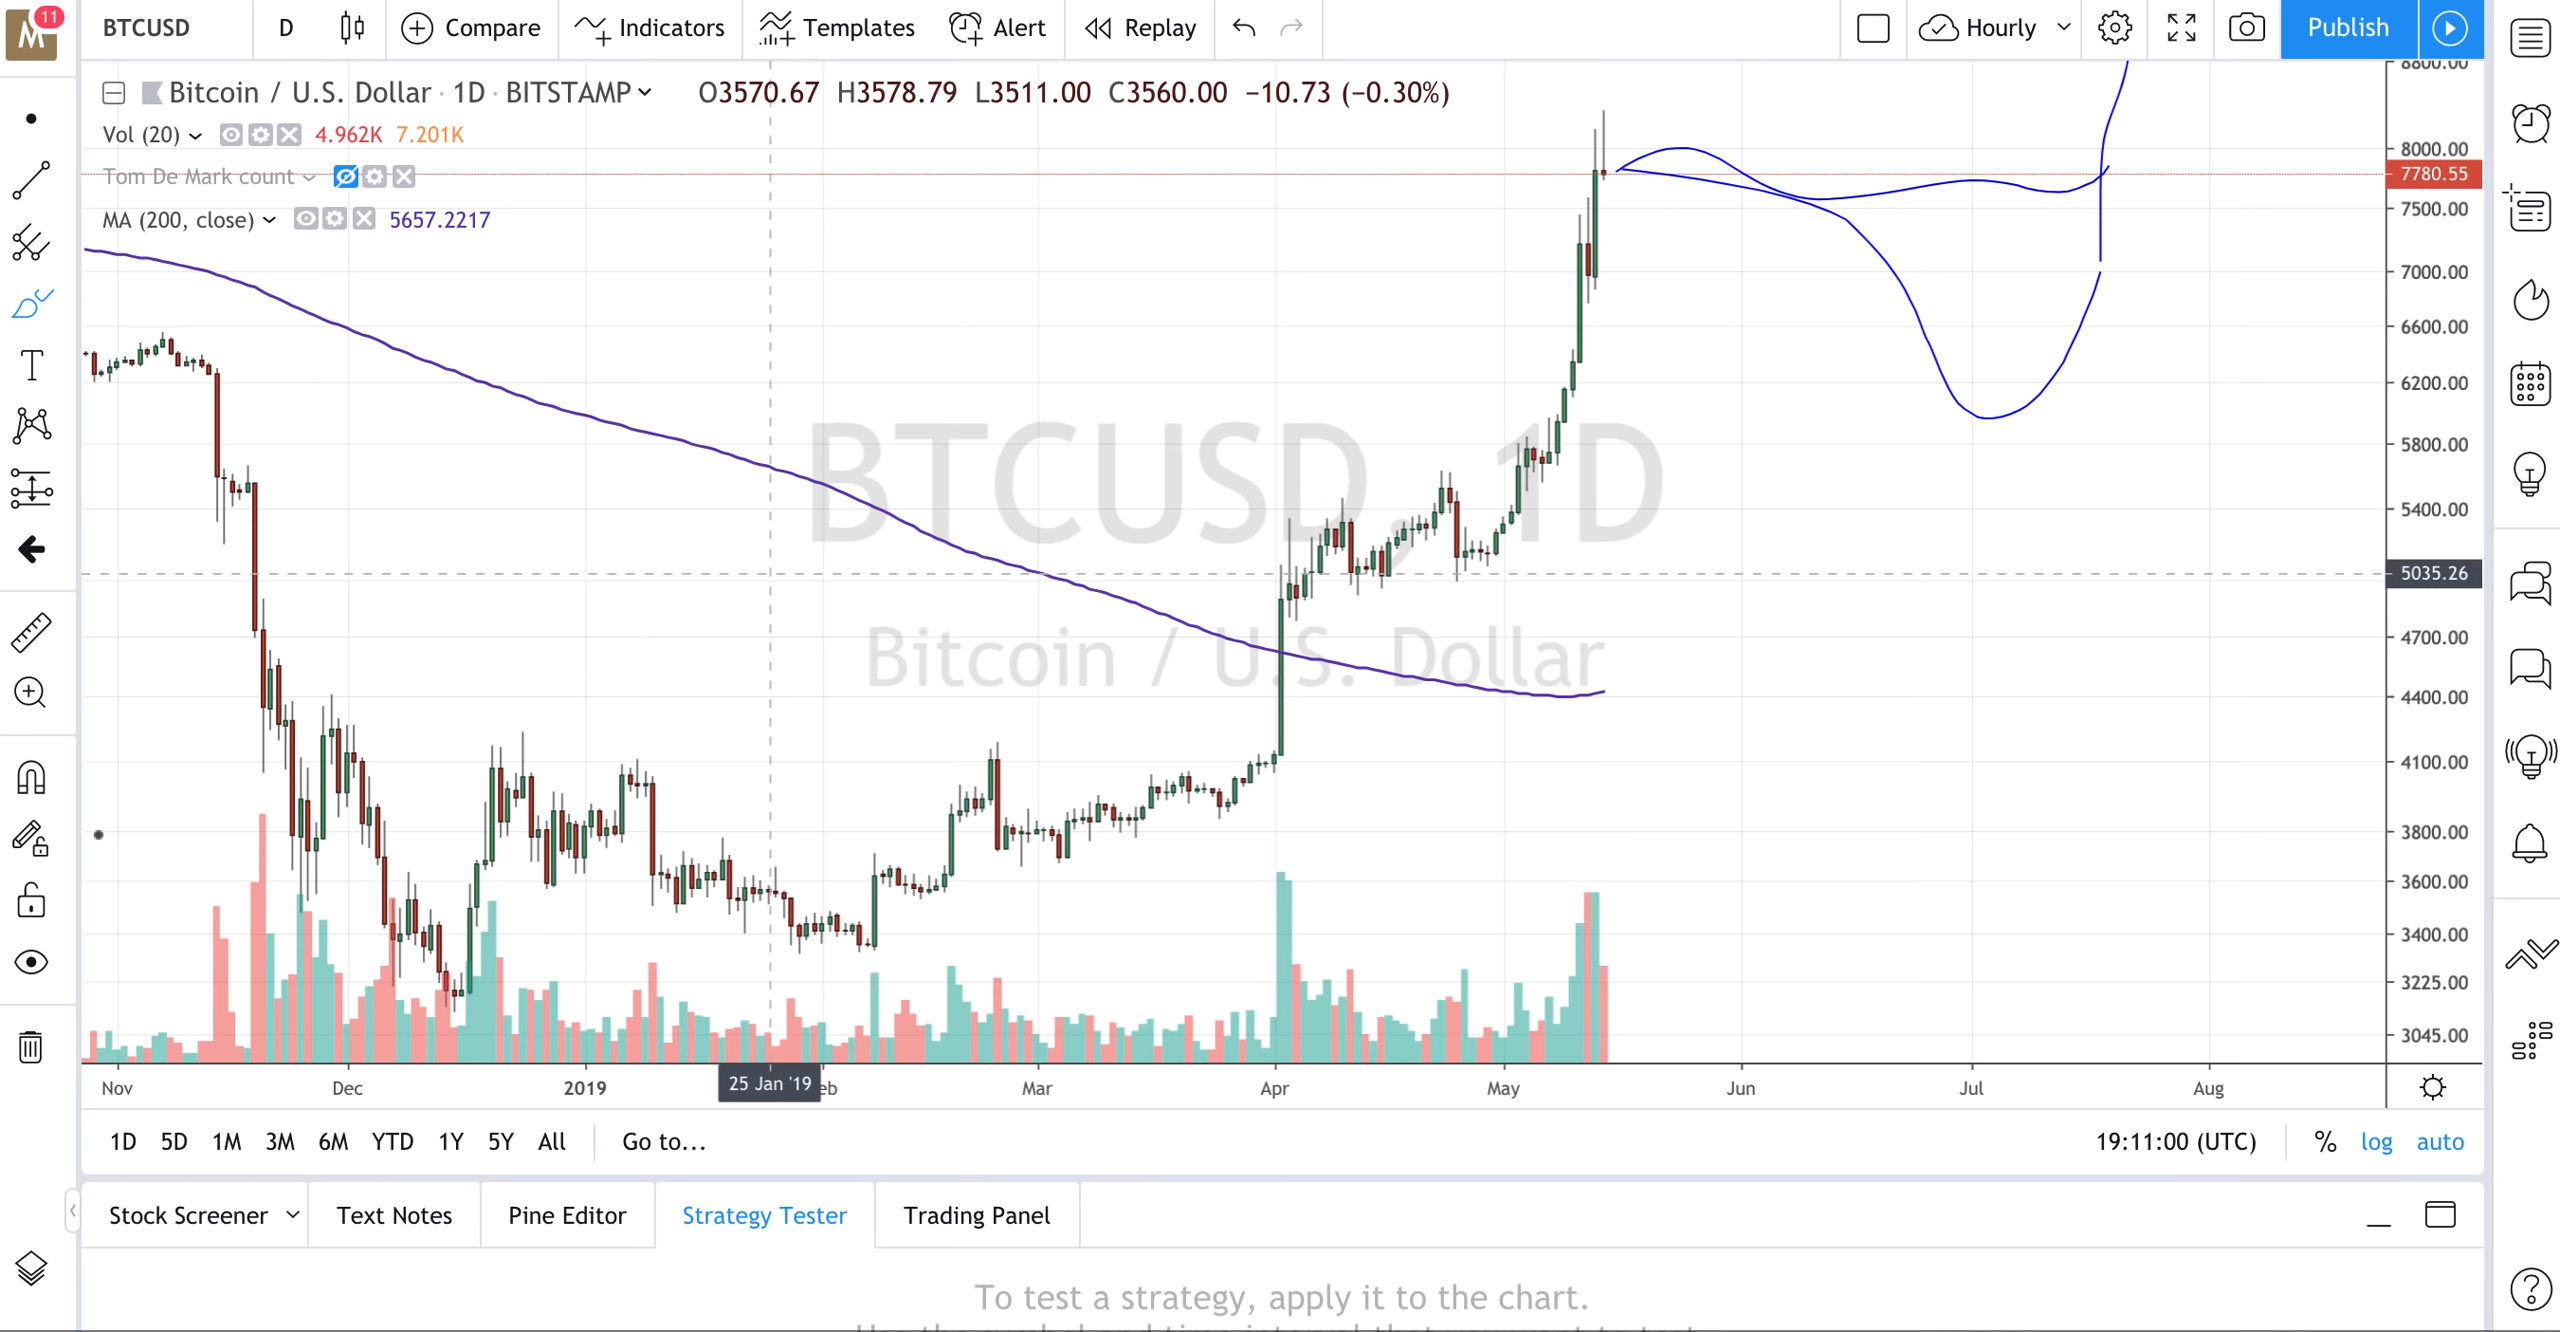 11
M
BTCUSD D Compare Indicators Templates Alert Replay Hourly Publish
Bitcoin / U.S. Dollar · 1D · BITSTAMP O3570.67 H3578.79 L3511.00 C3560.00 −10.73 (−0.30%)
Vol (20) 4.962K 7.201K
Tom De Mark count
MA (200, close) 5657.2217
BTCUSD, 1D
Bitcoin / U.S. Dollar
8800.00
8000.00
7780.55
7500.00
7000.00
6600.00
6200.00
5800.00
5400.00
5035.26
4700.00
4400.00
4100.00
3800.00
3600.00
3400.00
3225.00
3045.00
Nov Dec 2019 25 Jan '19 eb Mar Apr May Jun Jul Aug
1D 5D 1M 3M 6M YTD 1Y 5Y All Go to... 19:11:00 (UTC) % log auto
Stock Screener Text Notes Pine Editor Strategy Tester Trading Panel
To test a strategy, apply it to the chart.